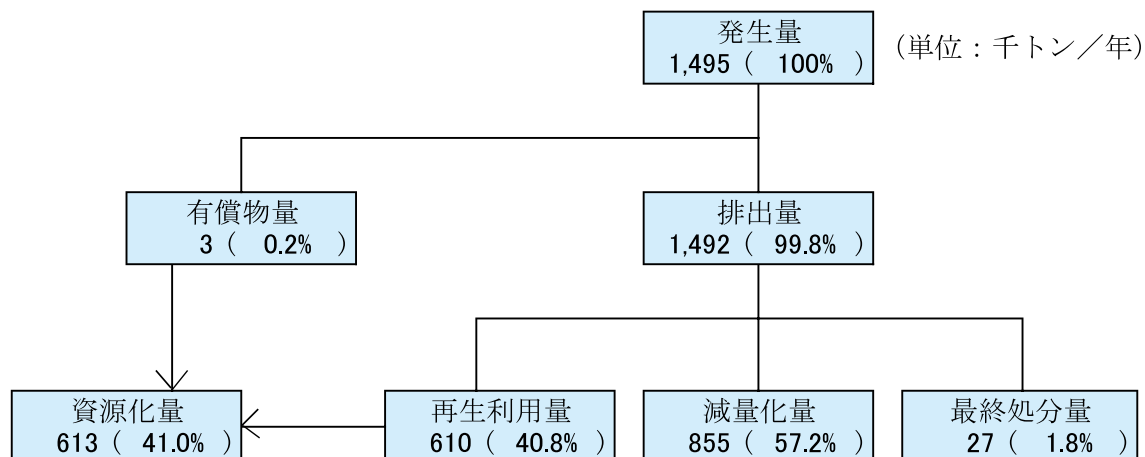 発生量
1,495 ( 100% )
(単位：千トン／年)
有償物量
3 ( 0.2% )
排出量
1,492 ( 99.8% )
資源化量
613 ( 41.0% )
再生利用量
610 ( 40.8% )
減量化量
855 ( 57.2% )
最終処分量
27 ( 1.8% )